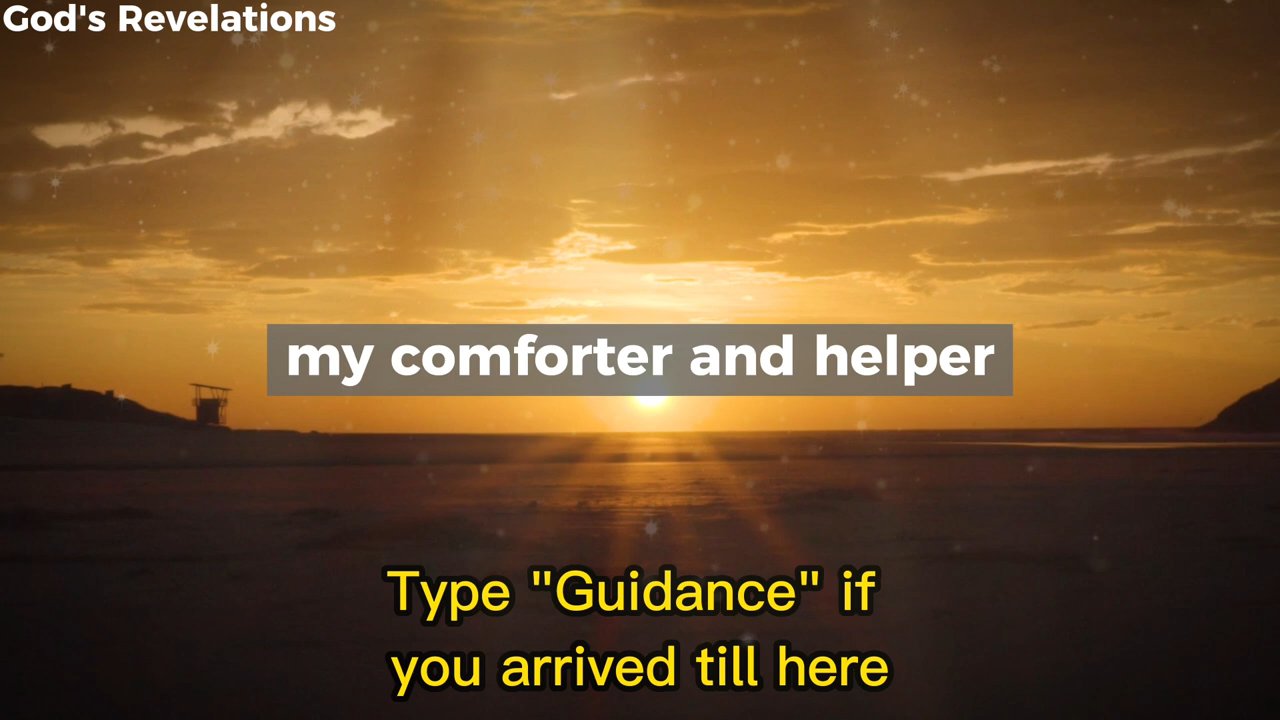 God's Revelations
my comforter and helper
Type "Guidance" if
you arrived till here